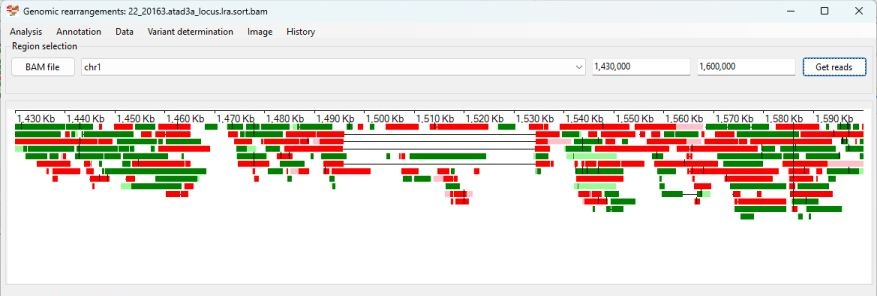 Genomic rearrangements: 22_20163.atad3a_locus.lra.sort.bam
Analysis Annotation Data Variant determination Image History
Region selection
BAM file chr1 1,430,000 1,600,000 Get reads
1,430 Kb 1,440 Kb 1,450 Kb 1,460 Kb 1,470 Kb 1,480 Kb 1,490 Kb 1,500 Kb 1,510 Kb 1,520 Kb 1,530 Kb 1,540 Kb 1,550 Kb 1,560 Kb 1,570 Kb 1,580 Kb 1,590 Kb